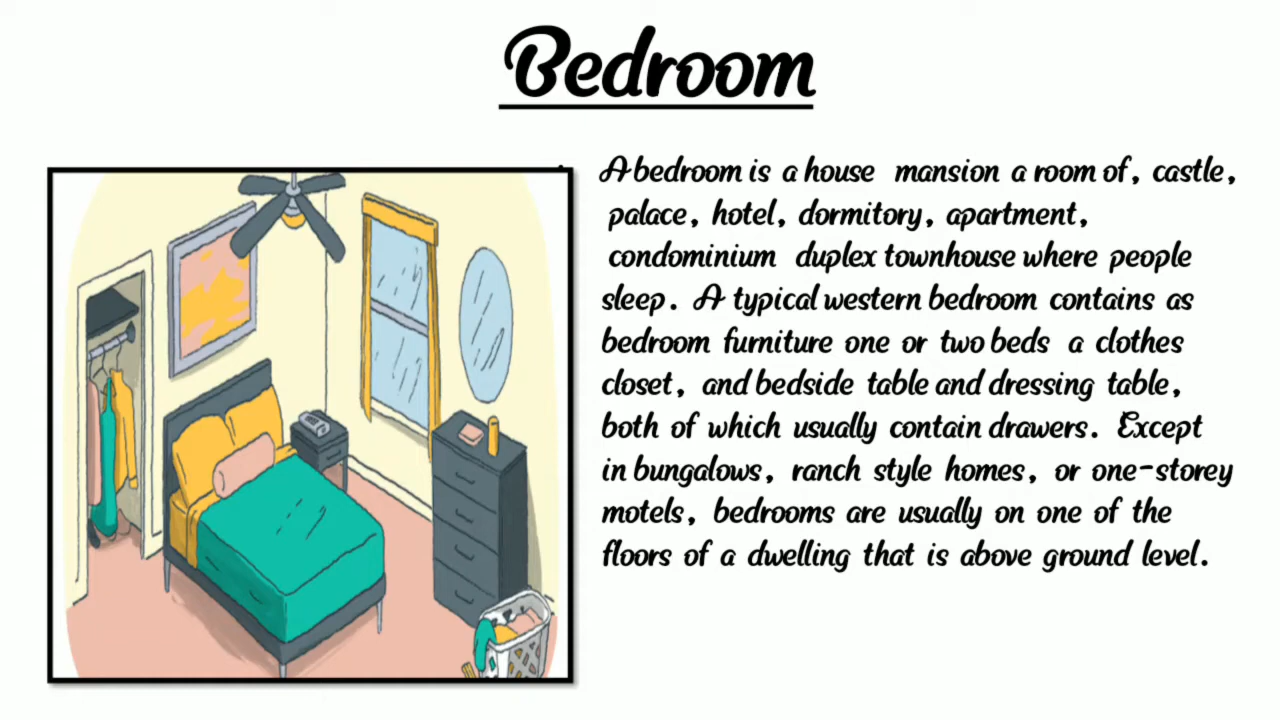 Bedroom
A bedroom is a house mansion a room of, castle,
palace, hotel, dormitory, apartment,
condominium duplex townhouse where people
sleep. A typical western bedroom contains as
bedroom furniture one or two beds a clothes
closet, and bedside table and dressing table,
both of which usually contain drawers. Except
in bungalows, ranch style homes, or one-storey
motels, bedrooms are usually on one of the
floors of a dwelling that is above ground level.